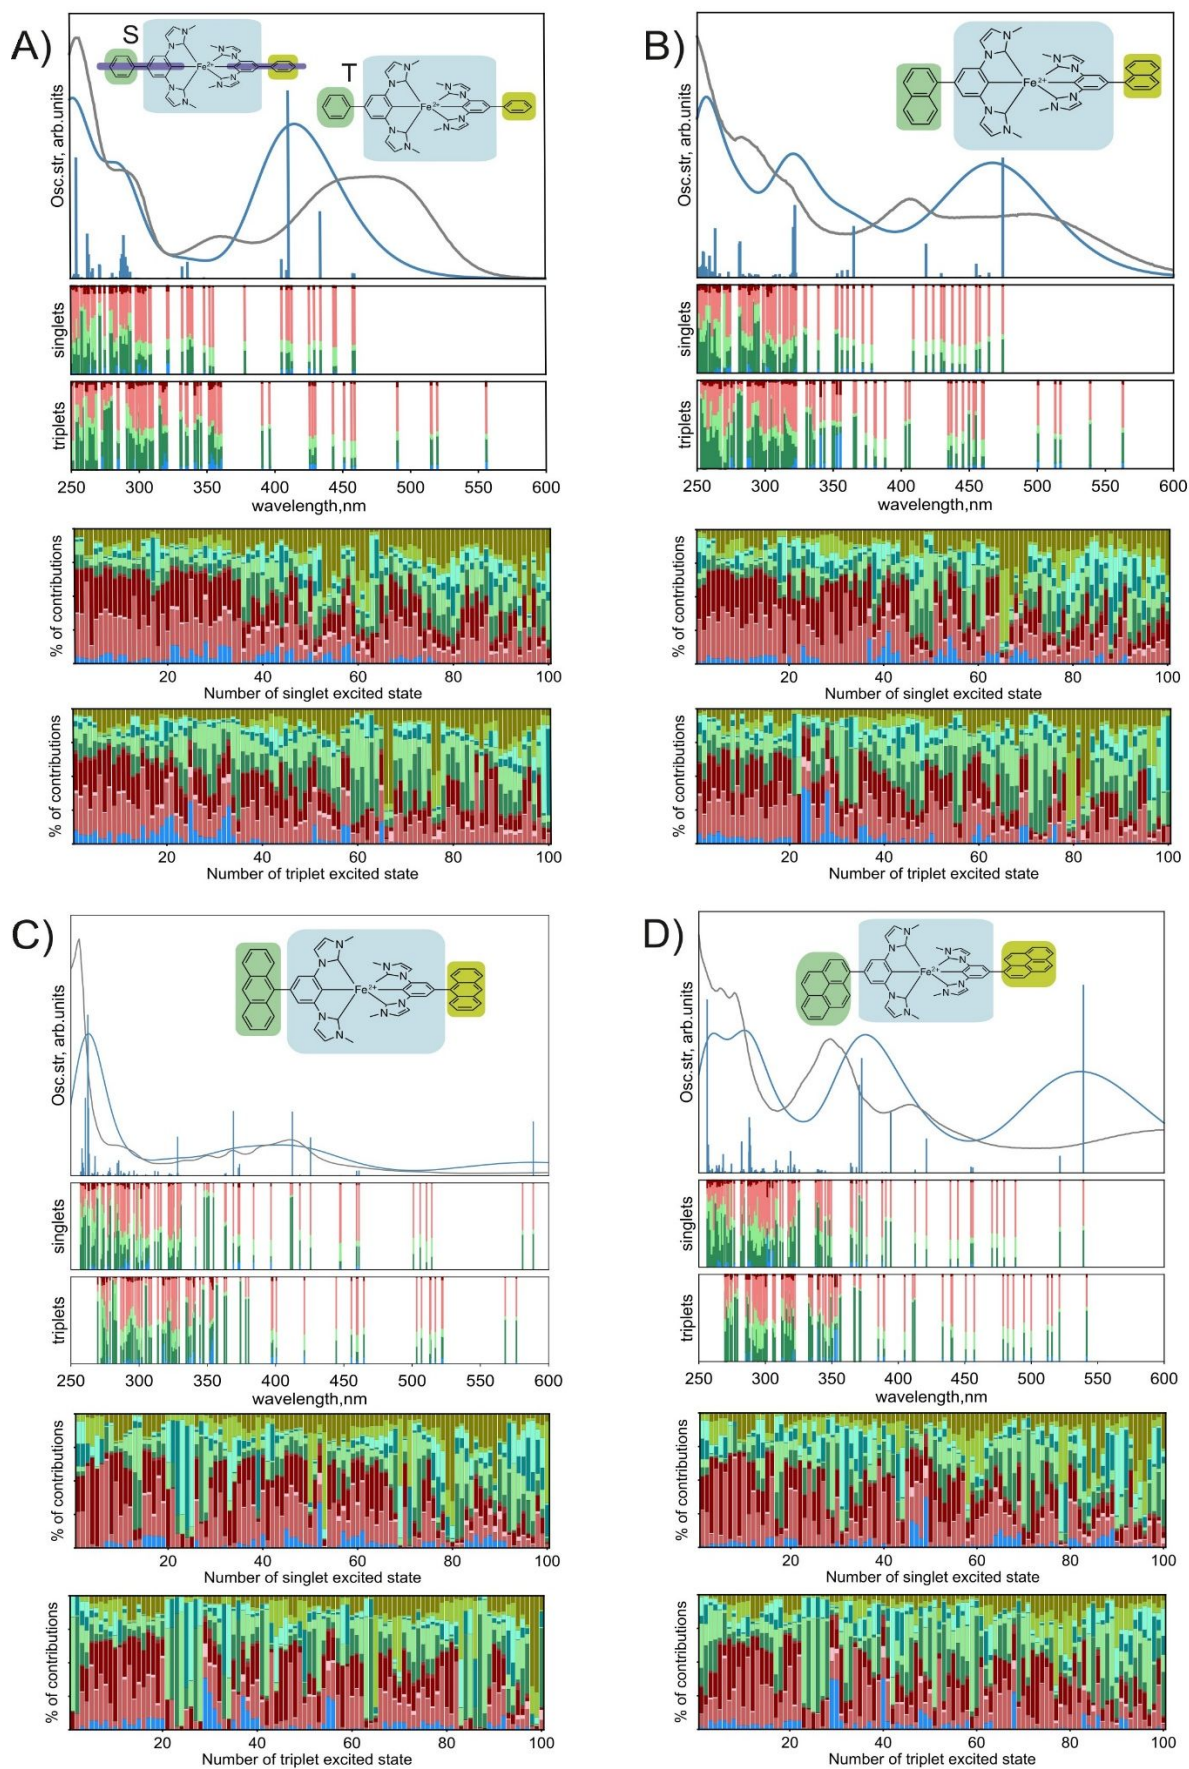 A)
S
T
N
N
N
N
Fe2+
N
N
N
N
N
N
N
N
Fe2+
N
N
N
N
Osc.str, arb.units
singlets
triplets
250 300 350 400 450 500 550 600
wavelength,nm
% of contributions
20 40 60 80 100
Number of singlet excited state
% of contributions
20 40 60 80 100
Number of triplet excited state
B)
N
N
N
N
Fe2+
N
N
N
N
Osc.str, arb.units
singlets
triplets
250 300 350 400 450 500 550 600
wavelength,nm
% of contributions
20 40 60 80 100
Number of singlet excited state
% of contributions
20 40 60 80 100
Number of triplet excited state
C)
N
N
N
N
Fe2+
N
N
N
N
Osc.str, arb.units
singlets
triplets
250 300 350 400 450 500 550 600
wavelength,nm
% of contributions
20 40 60 80 100
Number of singlet excited state
% of contributions
20 40 60 80 100
Number of triplet excited state
D)
N
N
N
N
Fe2+
N
N
N
N
Osc.str, arb.units
singlets
triplets
250 300 350 400 450 500 550 600
wavelength,nm
% of contributions
20 40 60 80 100
Number of singlet excited state
% of contributions
20 40 60 80 100
Number of triplet excited state